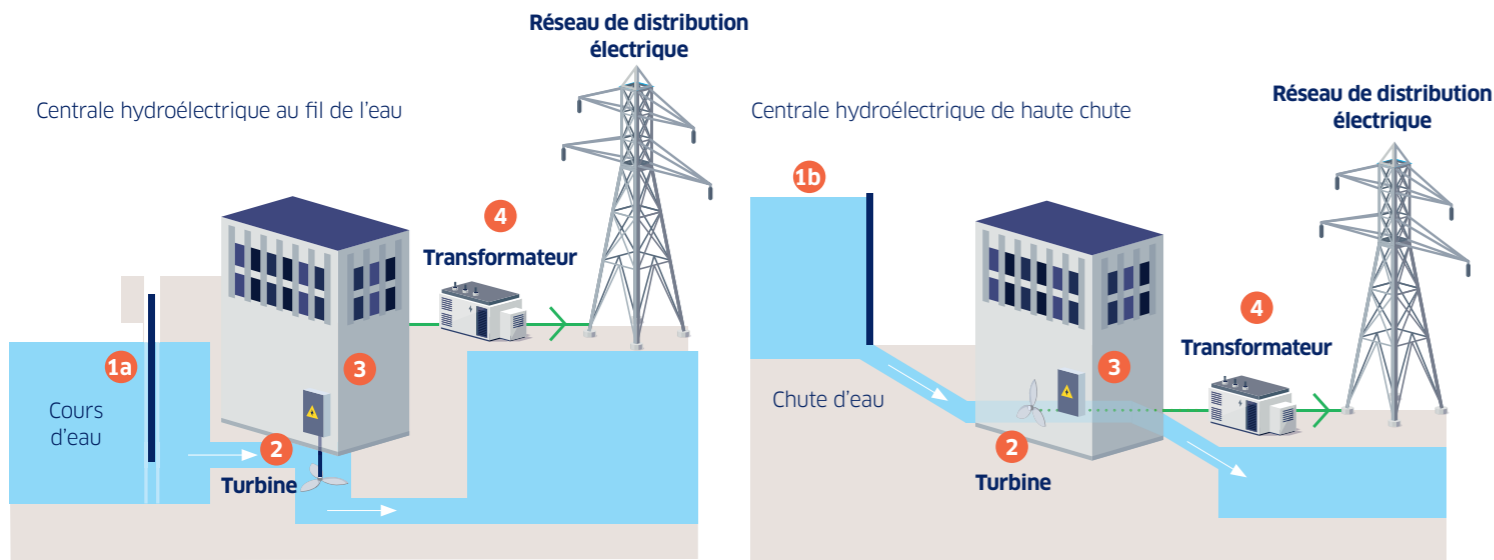 Centrale hydroélectrique au fil de l'eau
Réseau de distribution
électrique
4
Transformateur
1a
3
Cours
d'eau
2
Turbine
Centrale hydroélectrique de haute chute
Réseau de distribution
électrique
1b
4
Transformateur
3
Chute d'eau
2
Turbine